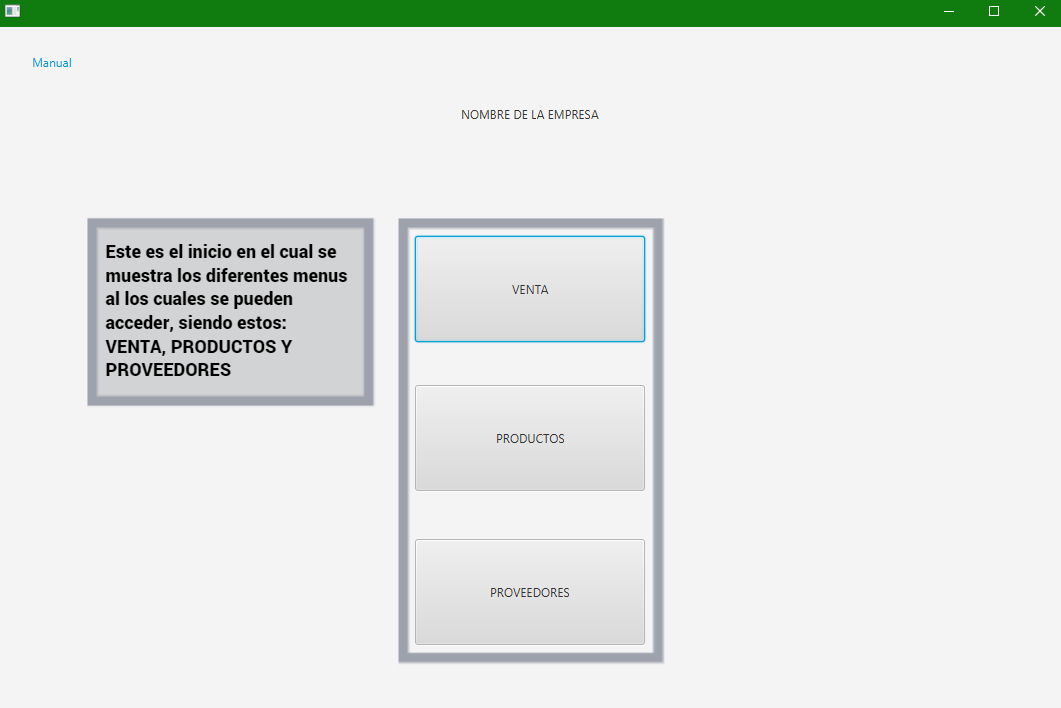 Manual
NOMBRE DE LA EMPRESA
Este es el inicio en el cual se
muestra los diferentes menus
al los cuales se pueden
acceder, siendo estos:
VENTA, PRODUCTOS Y
PROVEEDORES
VENTA
PRODUCTOS
PROVEEDORES